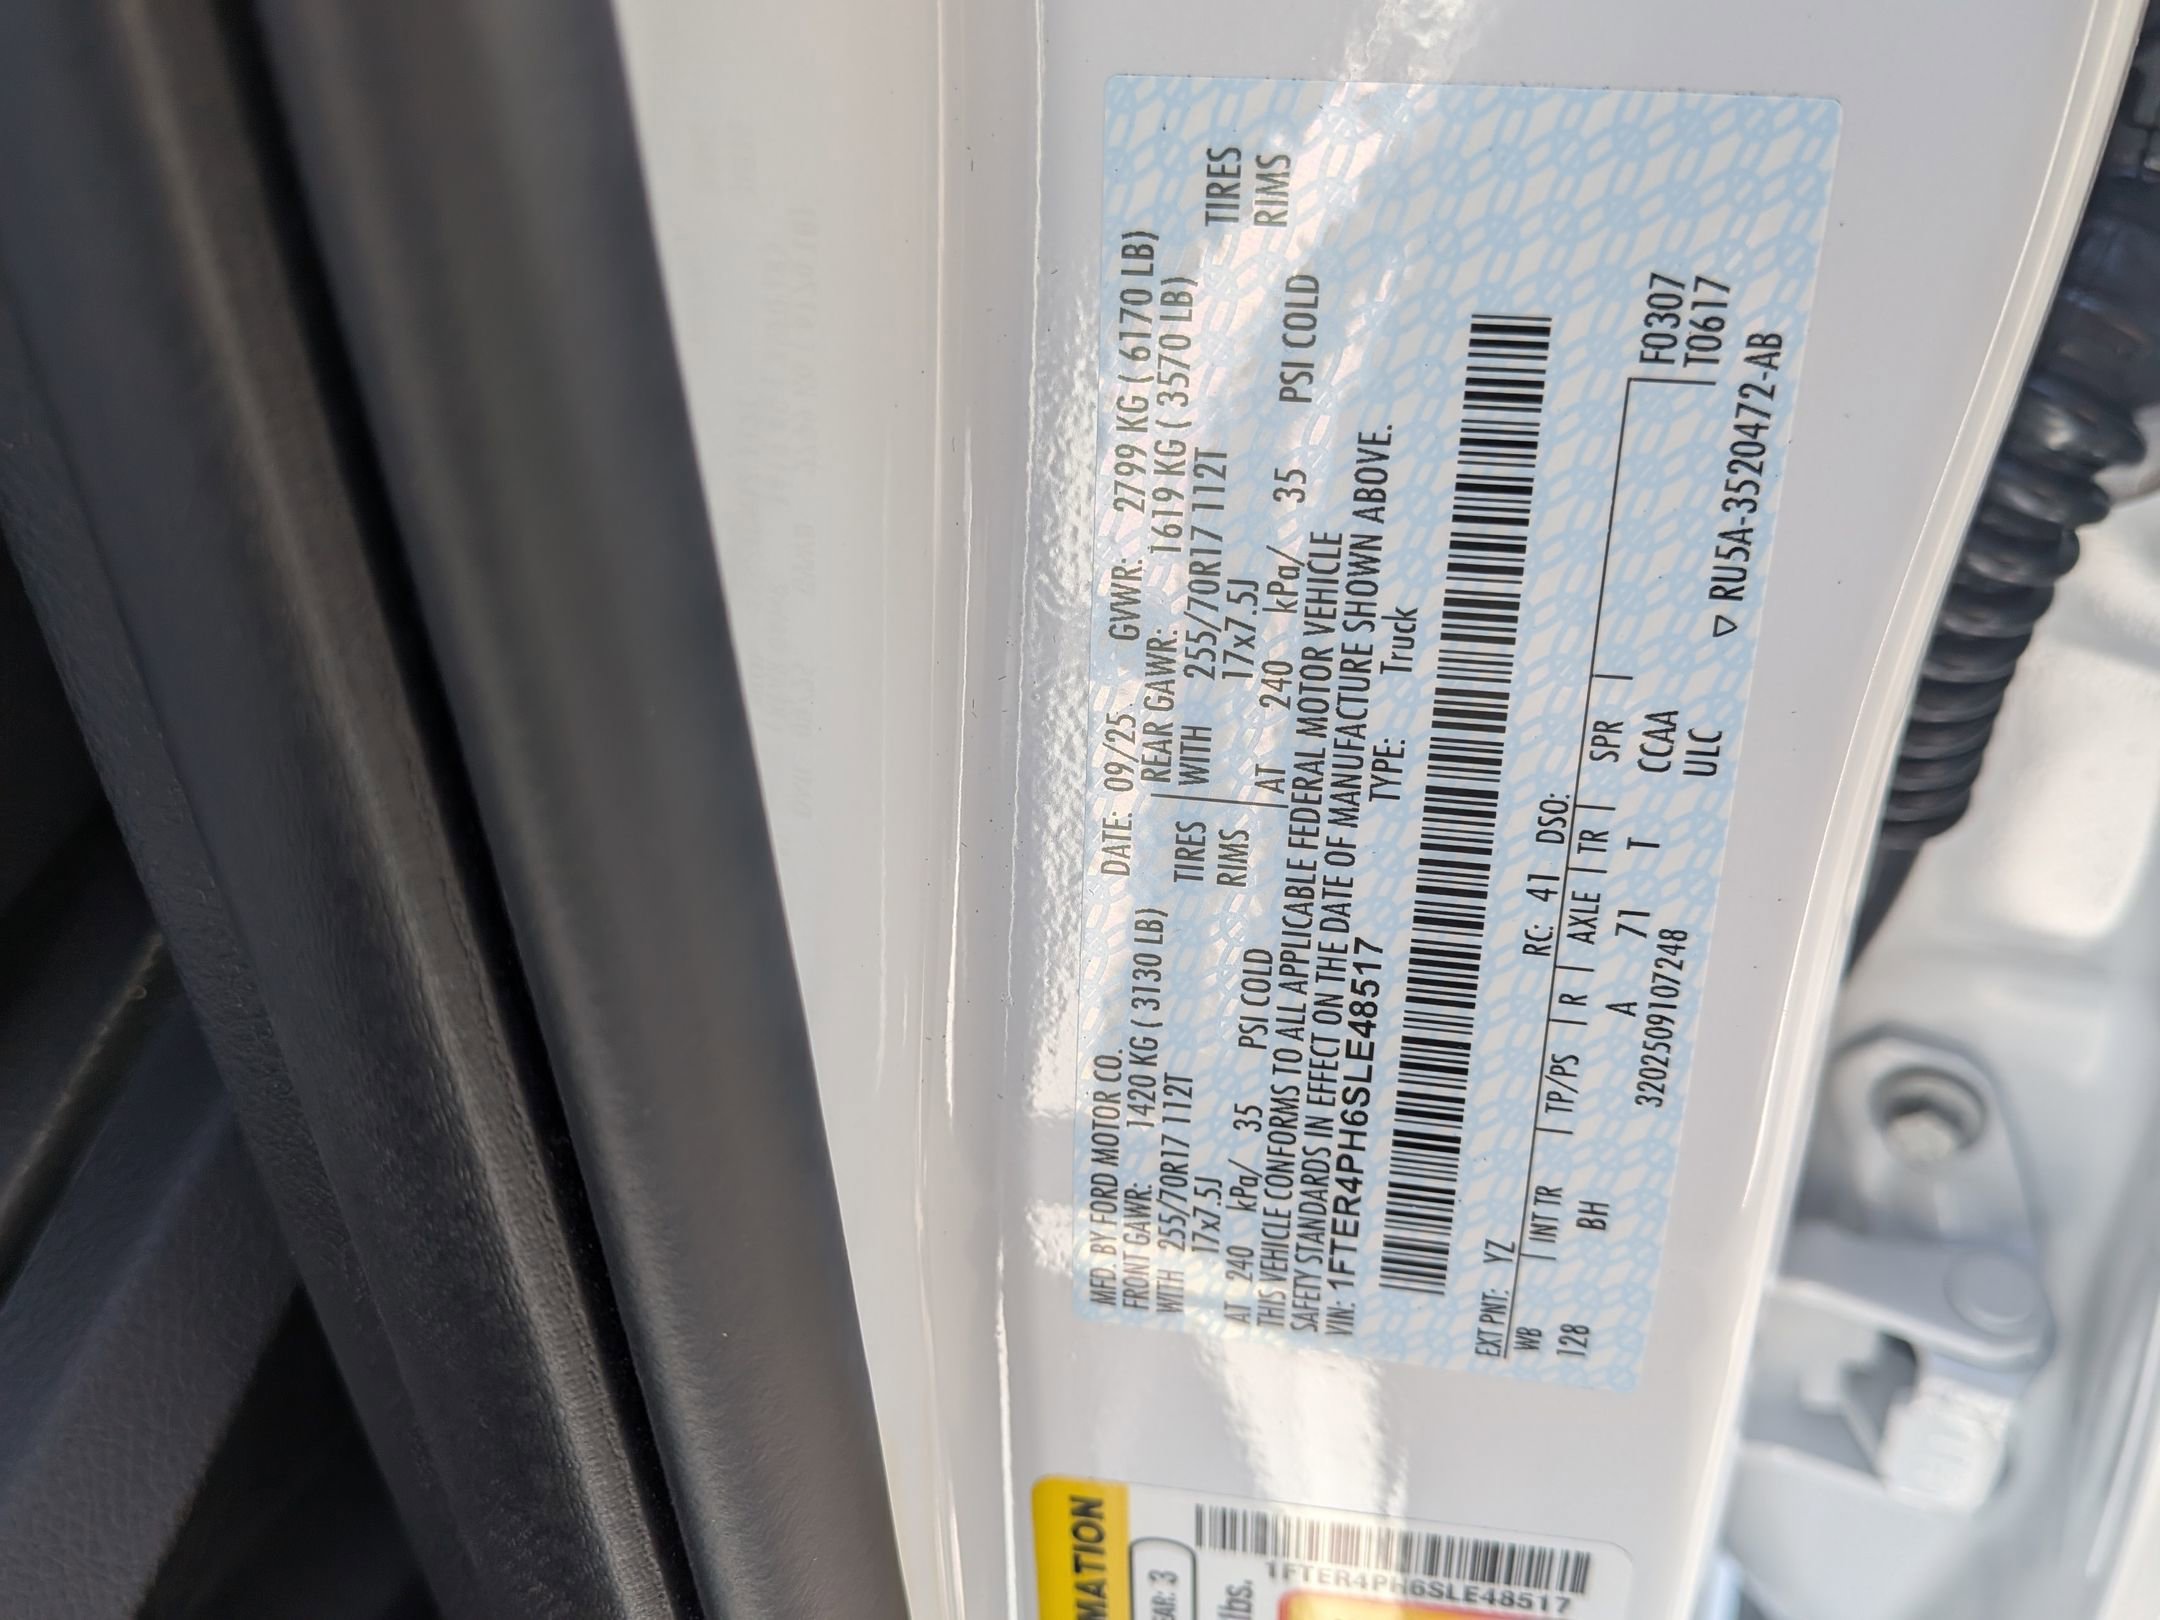 MFD. BY FORD MOTOR CO. DATE: 09/25 GVWR: 2799 KG ( 6170 LB)
FRONT GAWR: 1420 KG ( 3130 LB) REAR GAWR: 1619 KG ( 3570 LB)
WITH 255/70R17 112T TIRES WITH 255/70R17 112T TIRES
17x7.5J RIMS 17x7.5J RIMS
AT 240 kPa/ 35 PSI COLD AT 240 kPa/ 35 PSI COLD
THIS VEHICLE CONFORMS TO ALL APPLICABLE FEDERAL MOTOR VEHICLE
SAFETY STANDARDS IN EFFECT ON THE DATE OF MANUFACTURE SHOWN ABOVE.
VIN: 1FTER4PH6SLE48517 TYPE: Truck
EXT PNT: YZ RC: 41 DSO:
WB INT TR TP/PS R AXLE TR SPR
128 BH A 71 T CCAA F0307
3202509107248 ULC T0617
▽ RU5A-3520472-AB
MATION
EAR: 3
lbs.
1FTER4PH6SLE48517